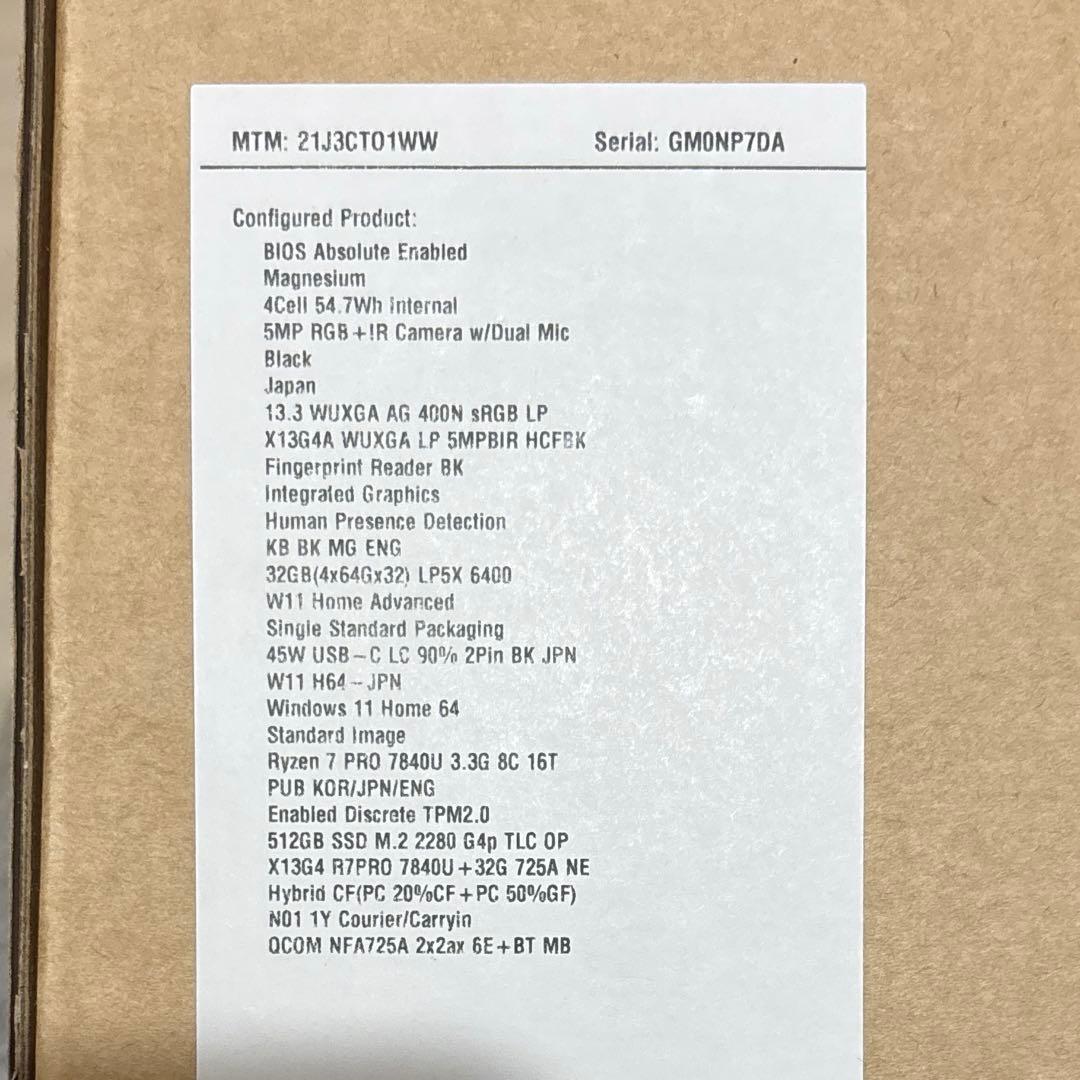 MTM: 21J3CTO1WW Serial: GM0NP7DA
Configured Product:
BIOS Absolute Enabled
Magnesium
4Cell 54.7Wh Internal
5MP RGB+IR Camera w/Dual Mic
Black
Japan
13.3 WUXGA AG 400N sRGB LP
X13G4A WUXGA LP 5MPBIR HCFBK
Fingerprint Reader BK
Integrated Graphics
Human Presence Detection
KB BK MG ENG
32GB(4x64Gx32) LP5X 6400
W11 Home Advanced
Single Standard Packaging
45W USB-C LC 90% 2Pin BK JPN
W11 H64-JPN
Windows 11 Home 64
Standard Image
Ryzen 7 PRO 7840U 3.3G 8C 16T
PUB KOR/JPN/ENG
Enabled Discrete TPM2.0
512GB SSD M.2 2280 G4p TLC OP
X13G4 R7PRO 7840U+32G 725A NE
Hybrid CF(PC 20%CF+PC 50%GF)
N01 1Y Courier/Carryin
QCOM NFA725A 2x2ax 6E+BT MB